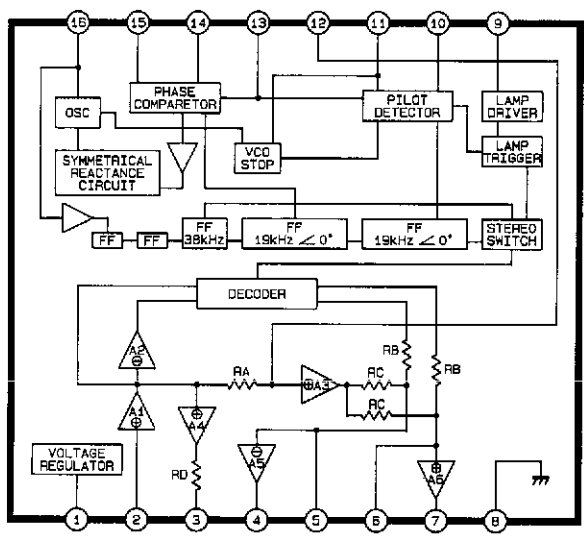 16 15 14 13 12 11 10 9
PHASE
COMPARETOR
OSC
PILOT
DETECTOR
LAMP
DRIVER
VCO
STOP
LAMP
TRIGGER
SYMMETRICAL
REACTANCE
CIRCUIT
FF
FF
FF
38kHz
FF
19kHz ∠ 0°
FF
19kHz ∠ 0°
STEREO
SWITCH
DECODER
A2
⊖
RB
RB
RA
⊕A3
RC
RC
A1
⊕
⊕
A4
⊖
A5
⊕
A6
RD
VOLTAGE
REGULATOR
1 2 3 4 5 6 7 8